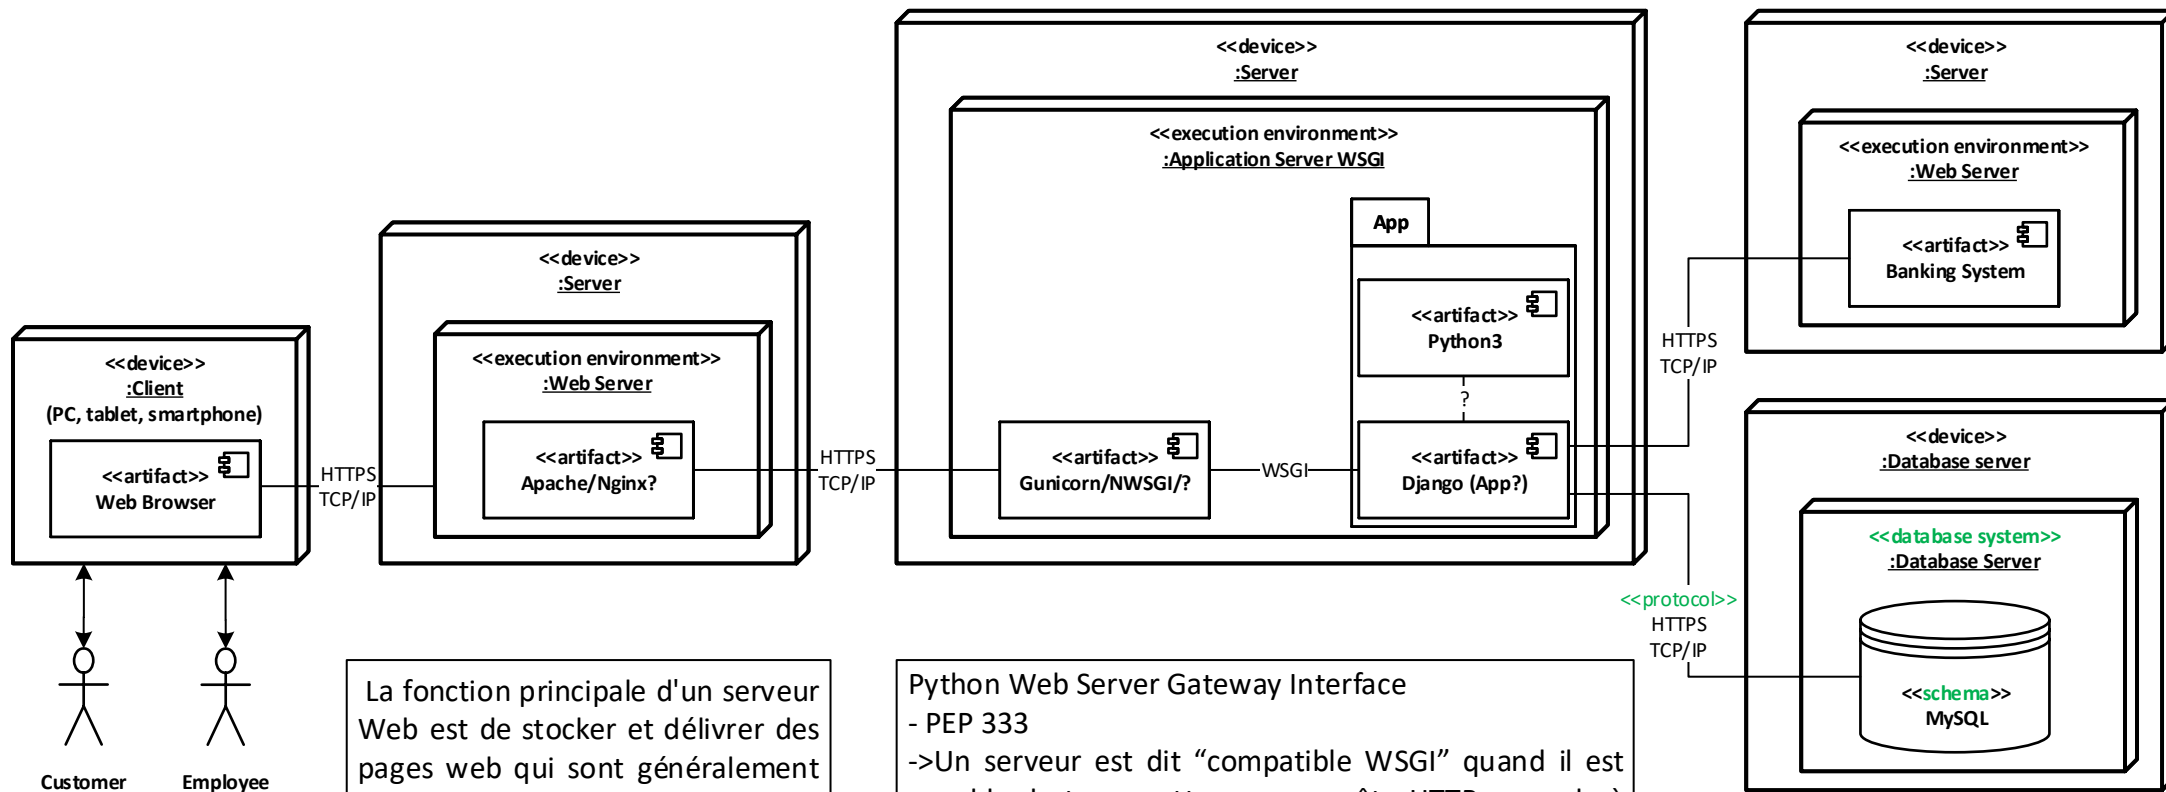 <<device>>
:Client
(PC, tablet, smartphone)
<<artifact>>
Web Browser
Customer
Employee
HTTPS
TCP/IP
<<device>>
:Server
<<execution environment>>
:Web Server
<<artifact>>
Apache/Nginx?
HTTPS
TCP/IP
<<device>>
:Server
<<execution environment>>
:Application Server WSGI
<<artifact>>
Gunicorn/NWSGI/?
WSGI
App
<<artifact>>
Python3
?
<<artifact>>
Django (App?)
HTTPS
TCP/IP
<<device>>
:Server
<<execution environment>>
:Web Server
<<artifact>>
Banking System
<<protocol>>
HTTPS
TCP/IP
<<device>>
:Database server
<<database system>>
:Database Server
<<schema>>
MySQL
La fonction principale d'un serveur
Web est de stocker et délivrer des
pages web qui sont généralement
Python Web Server Gateway Interface
- PEP 333
->Un serveur est dit “compatible WSGI” quand il est